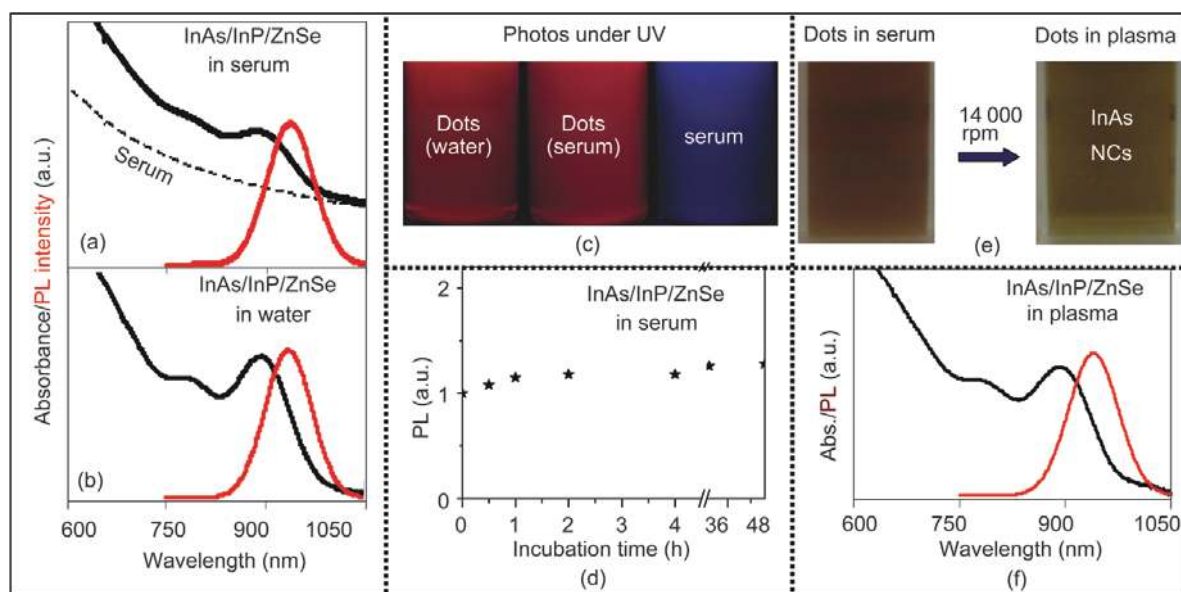 InAs/InP/ZnSe
in serum
Serum
(a)
InAs/InP/ZnSe
in water
(b)
Absorbance/PL intensity (a.u.)
600 750 900 1050
Wavelength (nm)
Photos under UV
Dots
(water)
Dots
(serum)
serum
(c)
2
1
0
PL (a.u.)
InAs/InP/ZnSe
in serum
0 1 2 3 4 36 48
Incubation time (h)
(d)
Dots in serum
Dots in plasma
14 000
rpm
InAs
NCs
(e)
InAs/InP/ZnSe
in plasma
Abs./PL (a.u.)
600 750 900 1050
Wavelength (nm)
(f)